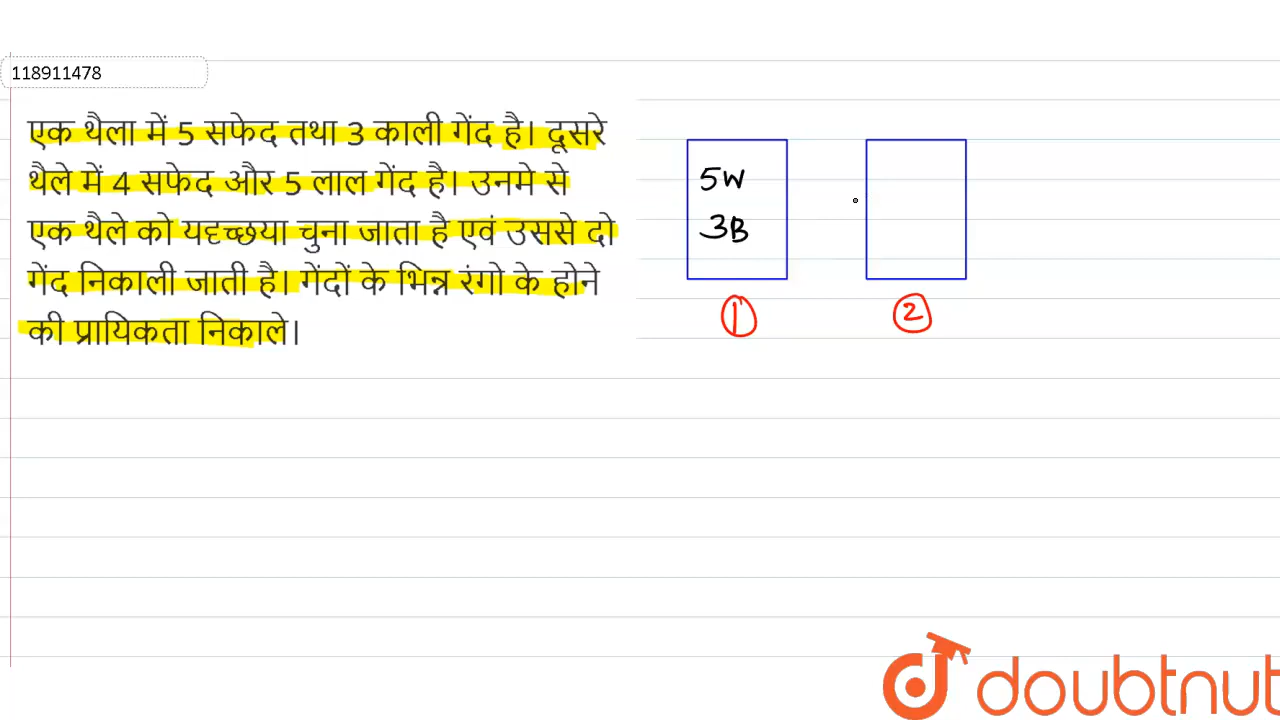 118911478
एक थैला में 5 सफेद तथा 3 काली गेंद है। दूसरे
थैले में 4 सफेद और 5 लाल गेंद है। उनमे से
एक थैले को यदृच्छया चुना जाता है एवं उससे दो
गेंद निकाली जाती है। गेंदों के भिन्न रंगो के होने
की प्रायिकता निकाले।
5W
3B
1
2
doubtnut